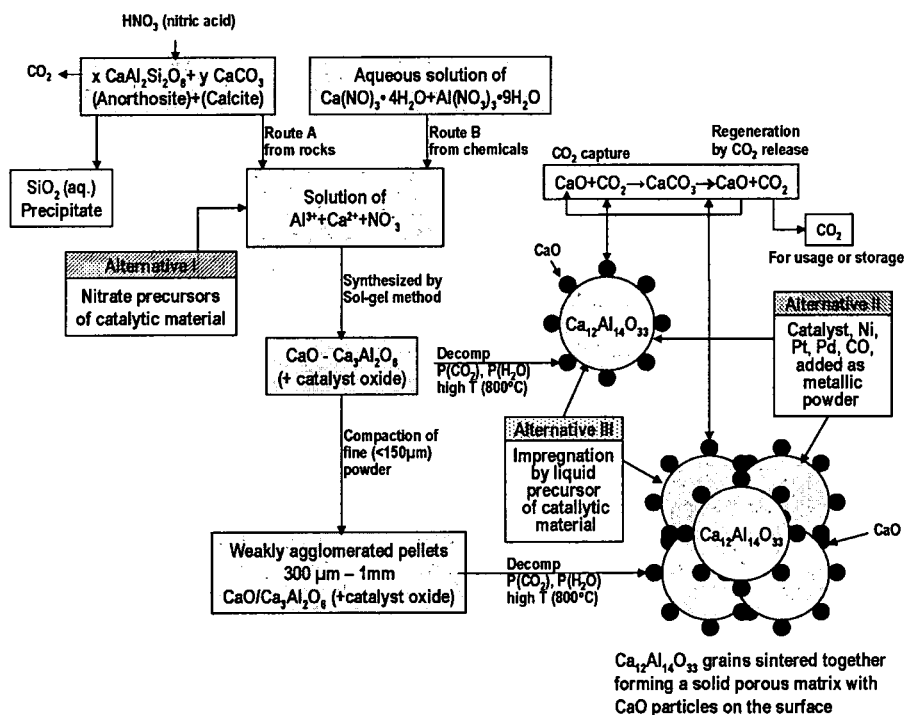 HNO3 (nitric acid)
CO2
x CaAl2Si2O8+ y CaCO3
(Anorthosite)+(Calcite)
Aqueous solution of
Ca(NO)3• 4H2O+Al(NO3)3•9H2O
Route A
from rocks
Route B
from chemicals
SiO2 (aq.)
Precipitate
Solution of
Al3++Ca2++NO-3
Alternative I
Nitrate precursors
of catalytic material
Synthesized by
Sol-gel method
CaO - Ca3Al2O6
(+ catalyst oxide)
Decomp
P(CO2), P(H2O)
high T (800°C)
Compaction of
fine (<150µm)
powder
Weakly agglomerated pellets
300 µm – 1mm
CaO/Ca3Al2O6 (+catalyst oxide)
Decomp
P(CO2), P(H2O)
high T (800°C)
CO2 capture
Regeneration
by CO2 release
CaO+CO2→CaCO3→CaO+CO2
CO2
For usage or storage
CaO
Ca12Al14O33
Alternative II
Catalyst, Ni,
Pt, Pd, CO,
added as
metallic
powder
Alternative III
Impregnation
by liquid
precursor
of catallytic
material
Ca12Al14O33
CaO
Ca12Al14O33 grains sintered together
forming a solid porous matrix with
CaO particles on the surface